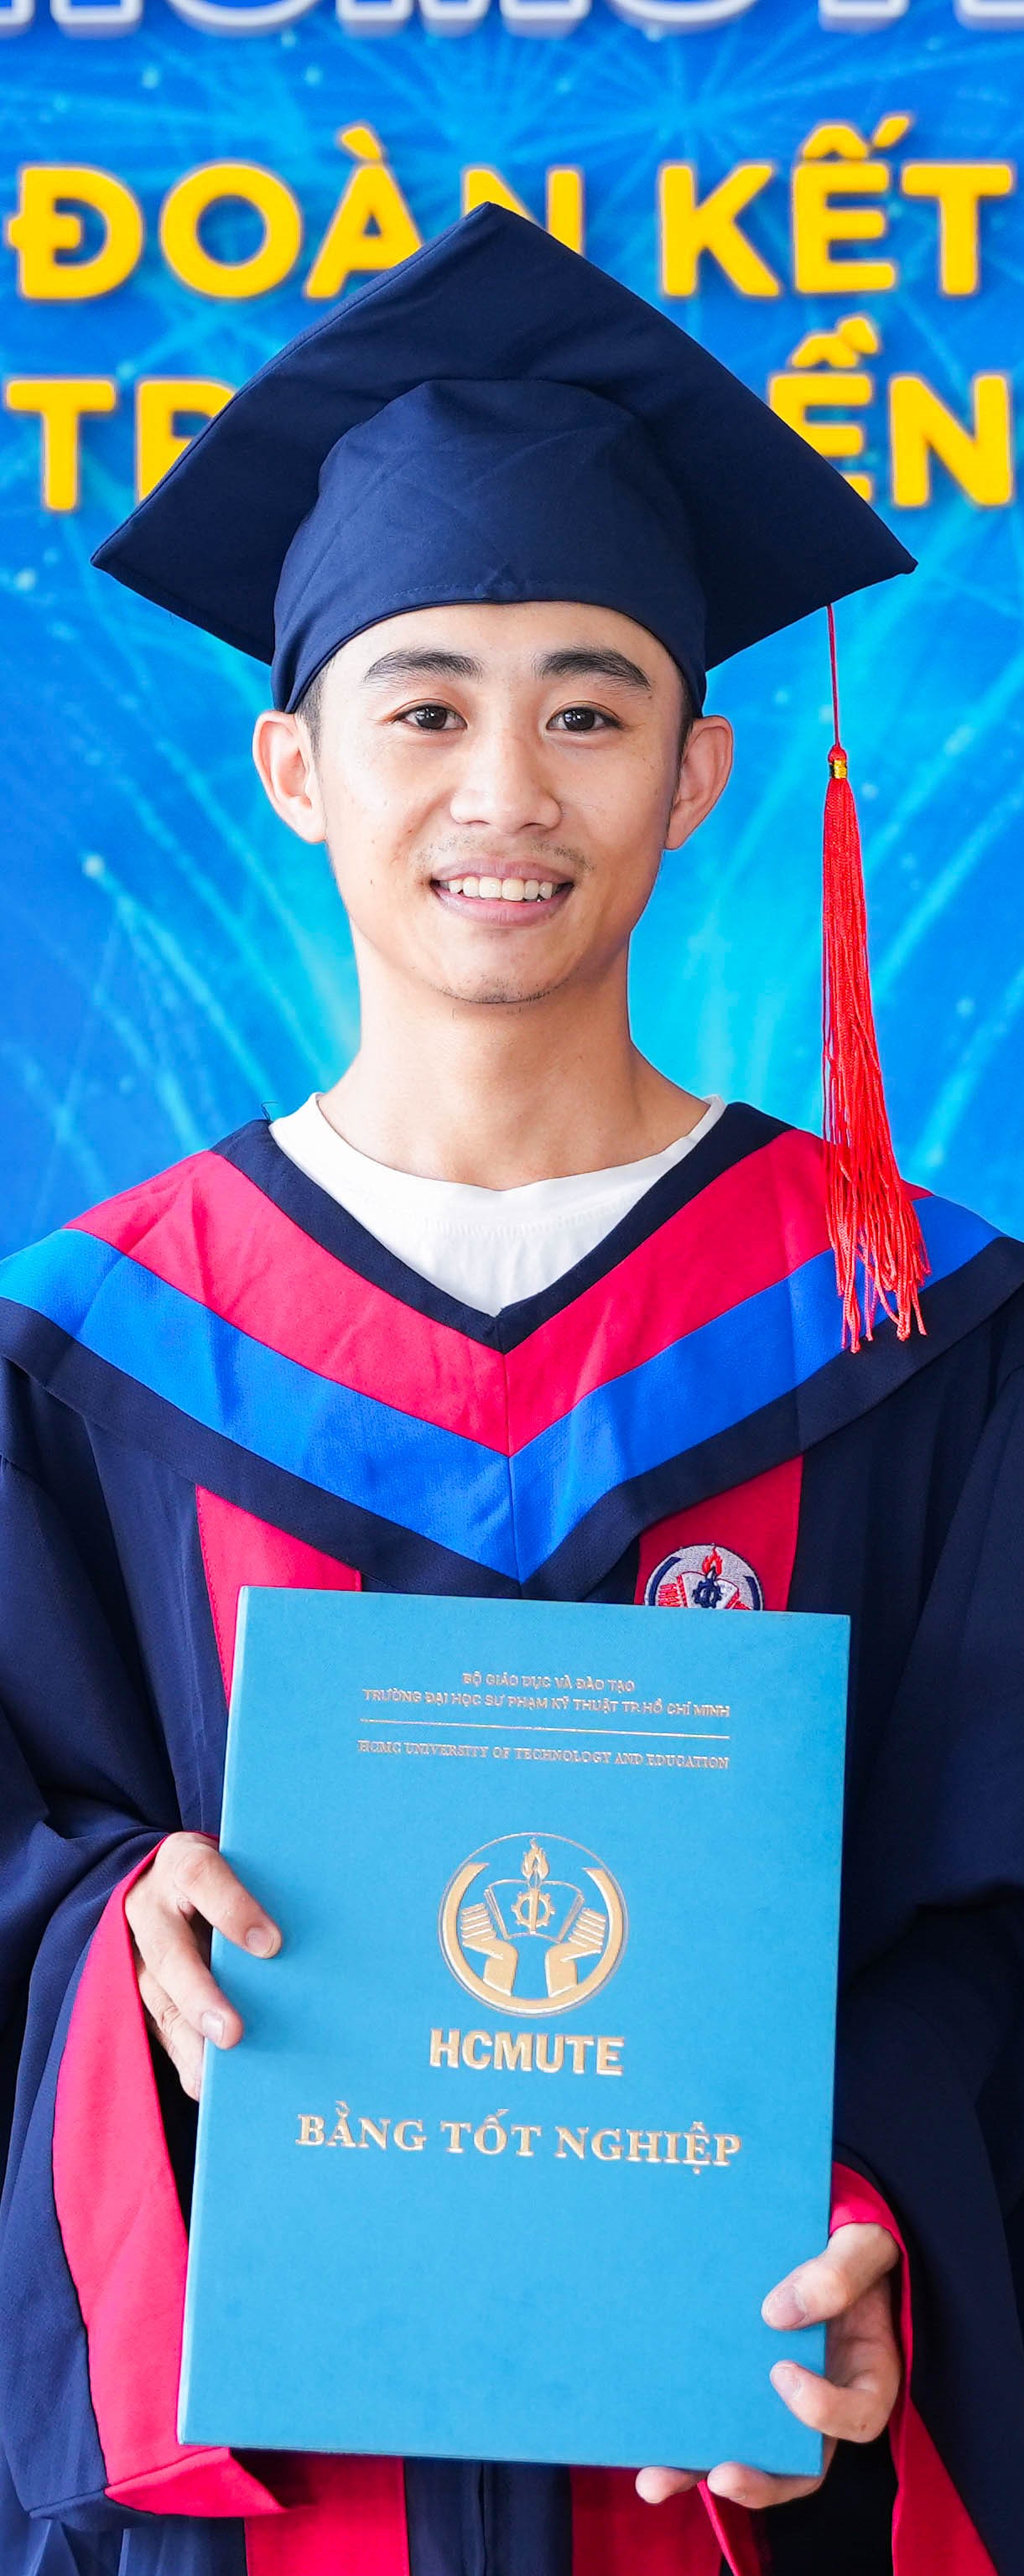 ĐOÀN KẾT
BỘ GIÁO DỤC VÀ ĐÀO TẠO
TRƯỜNG ĐẠI HỌC SƯ PHẠM KỸ THUẬT TP. HỒ CHÍ MINH
HCMC UNIVERSITY OF TECHNOLOGY AND EDUCATION
HCMUTE
BẰNG TỐT NGHIỆP